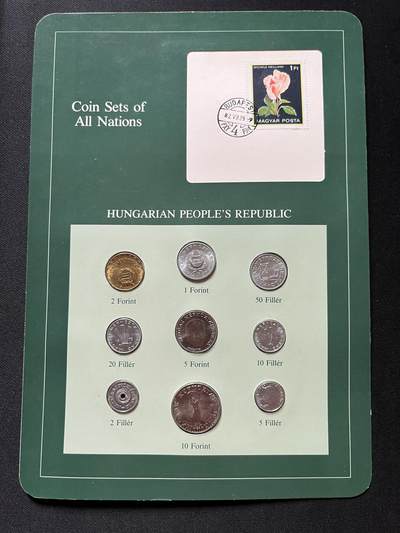 Coin Sets of
All Nations
1 Ft
MAGYAR POSTA
BUDAPEST
HUNGARIAN PEOPLE'S REPUBLIC
2 Forint
1 Forint
50 Fillér
20 Fillér
5 Forint
10 Fillér
2 Fillér
10 Forint
5 Fillér